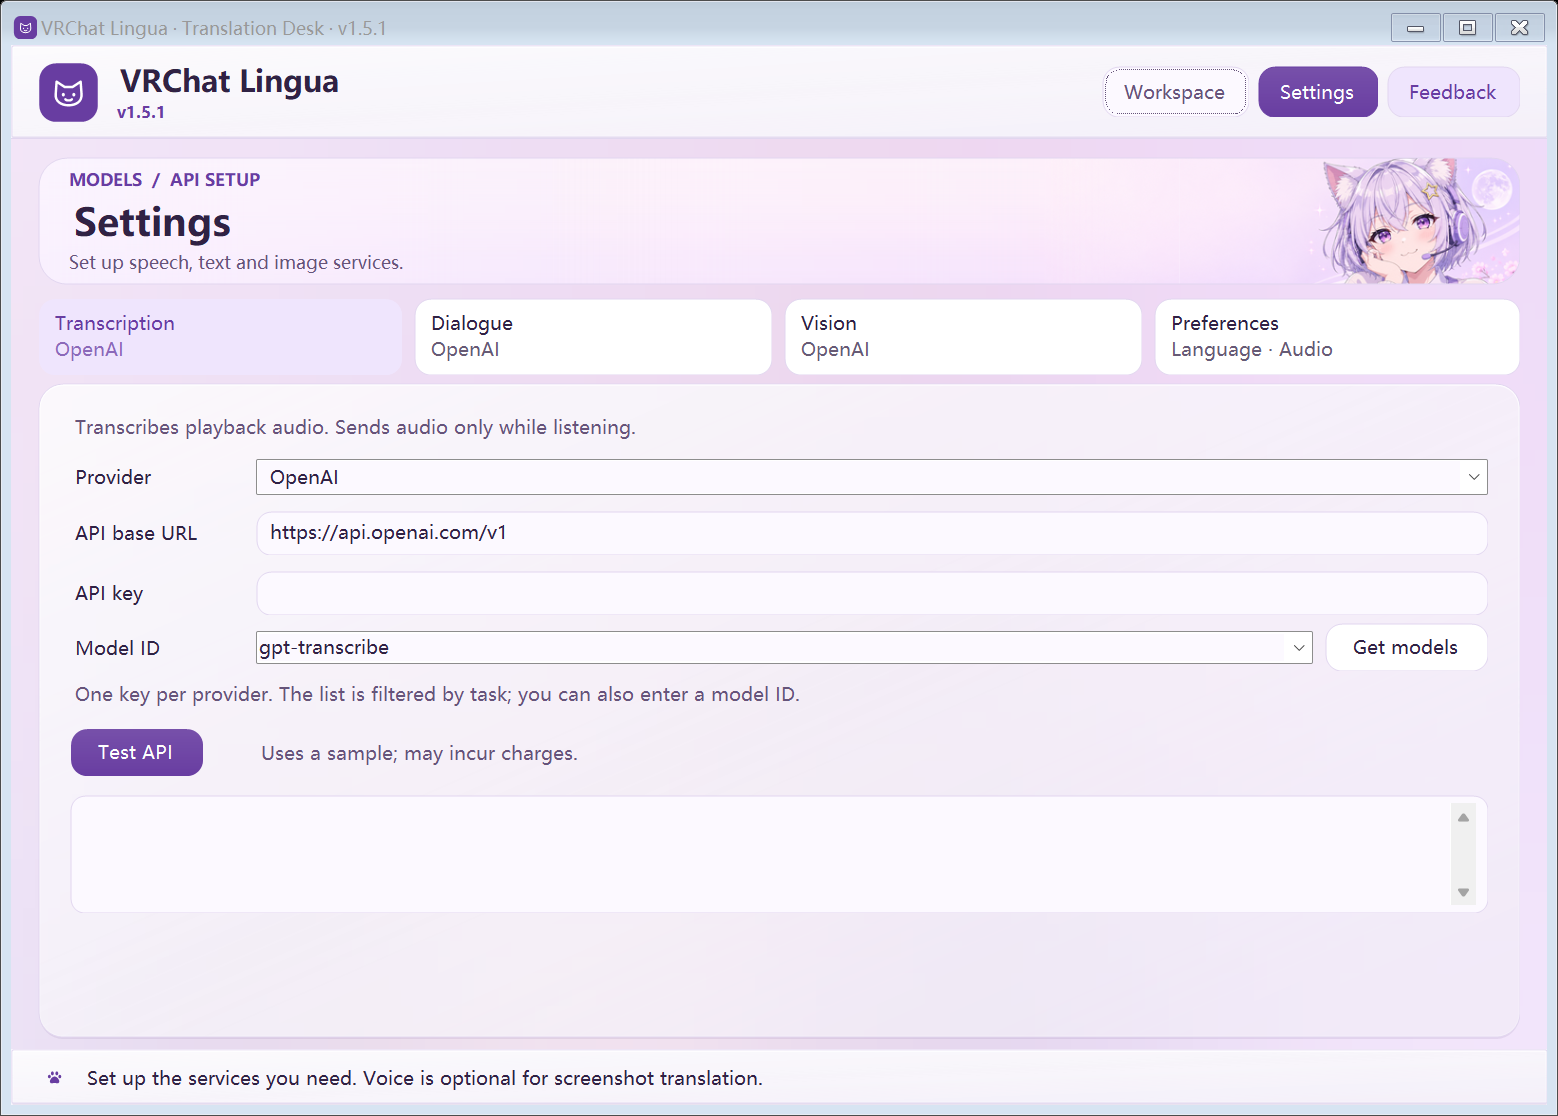 VRChat Lingua · Translation Desk · v1.5.1
VRChat Lingua
v1.5.1
Workspace
Settings
Feedback
MODELS / API SETUP
Settings
Set up speech, text and image services.
Transcription
OpenAI
Dialogue
OpenAI
Vision
OpenAI
Preferences
Language · Audio
Transcribes playback audio. Sends audio only while listening.
Provider
OpenAI
API base URL
https://api.openai.com/v1
API key
Model ID
gpt-transcribe
Get models
One key per provider. The list is filtered by task; you can also enter a model ID.
Test API
Uses a sample; may incur charges.
Set up the services you need. Voice is optional for screenshot translation.